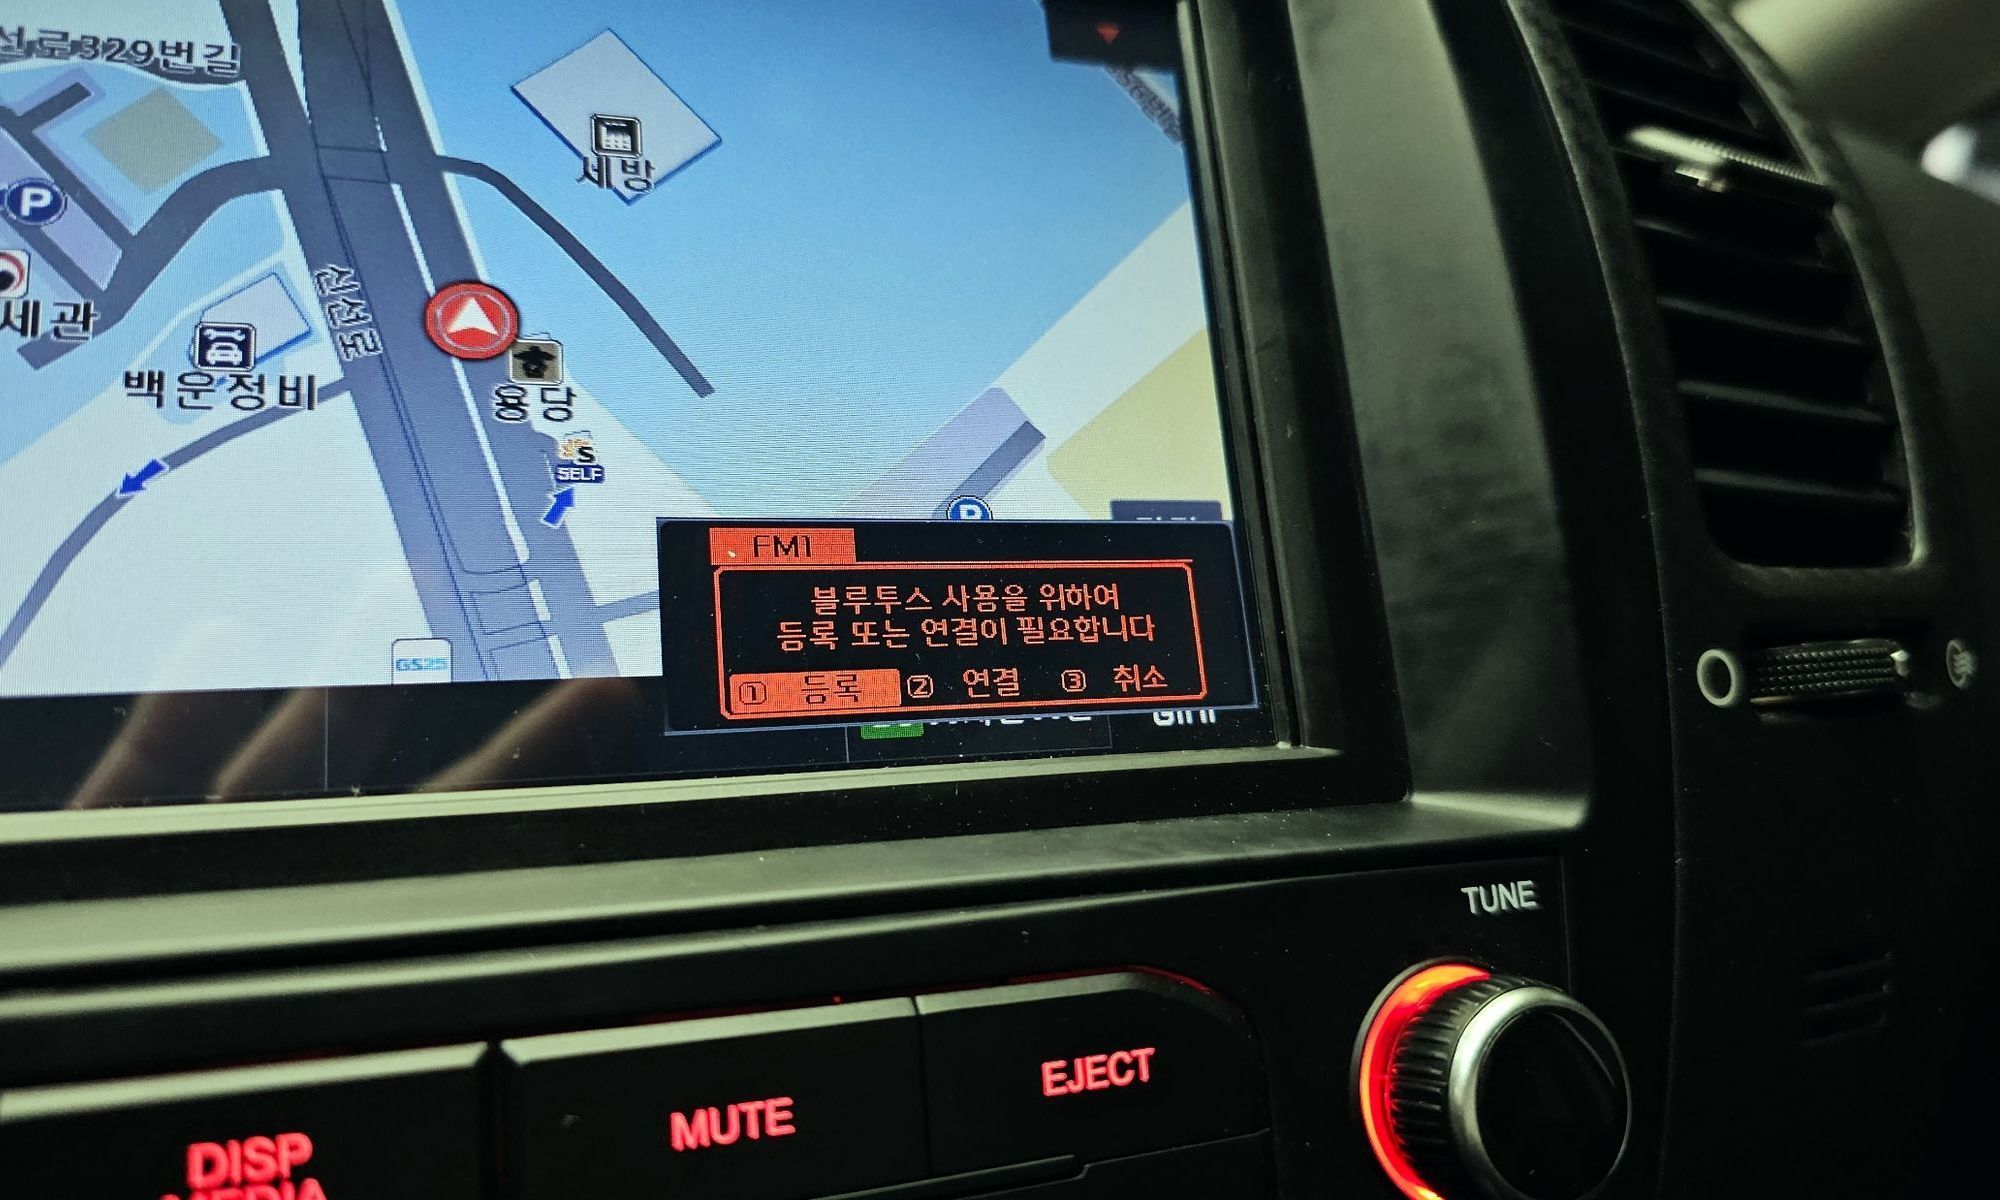 선로329번길
세방
P
세관
신선로
백운정비
용당
S
SELF
P
GS25
FM1
블루투스 사용을 위하여
등록 또는 연결이 필요합니다
① 등록 ② 연결 ③ 취소
TUNE
EJECT
MUTE
DISP
MEDIA